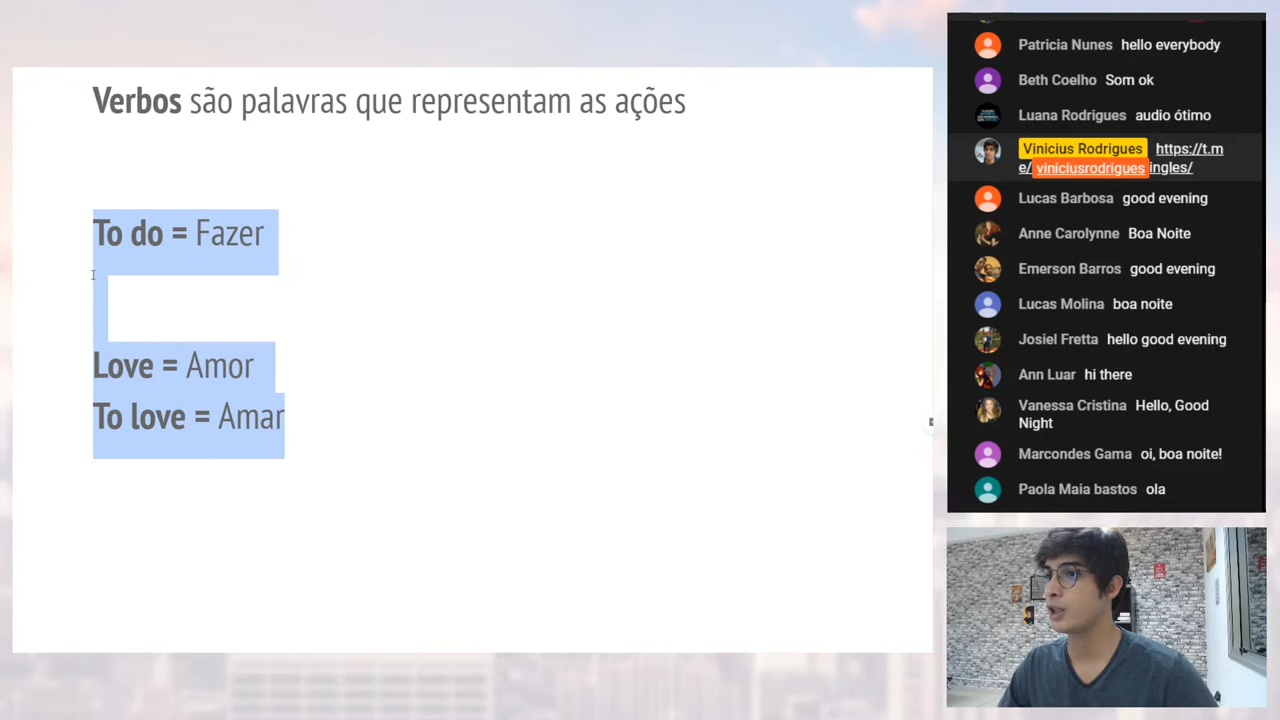 Verbos são palavras que representam as ações
To do = Fazer
Love = Amor
To love = Amar
Patricia Nunes hello everybody
Beth Coelho Som ok
Luana Rodrigues audio ótimo
Vinicius Rodrigues https://t.m
e/viniciusrodriguesingles/
Lucas Barbosa good evening
Anne Carolynne Boa Noite
Emerson Barros good evening
Lucas Molina boa noite
Josiel Fretta hello good evening
Ann Luar hi there
Vanessa Cristina Hello, Good
Night
Marcondes Gama oi, boa noite!
Paola Maia bastos ola